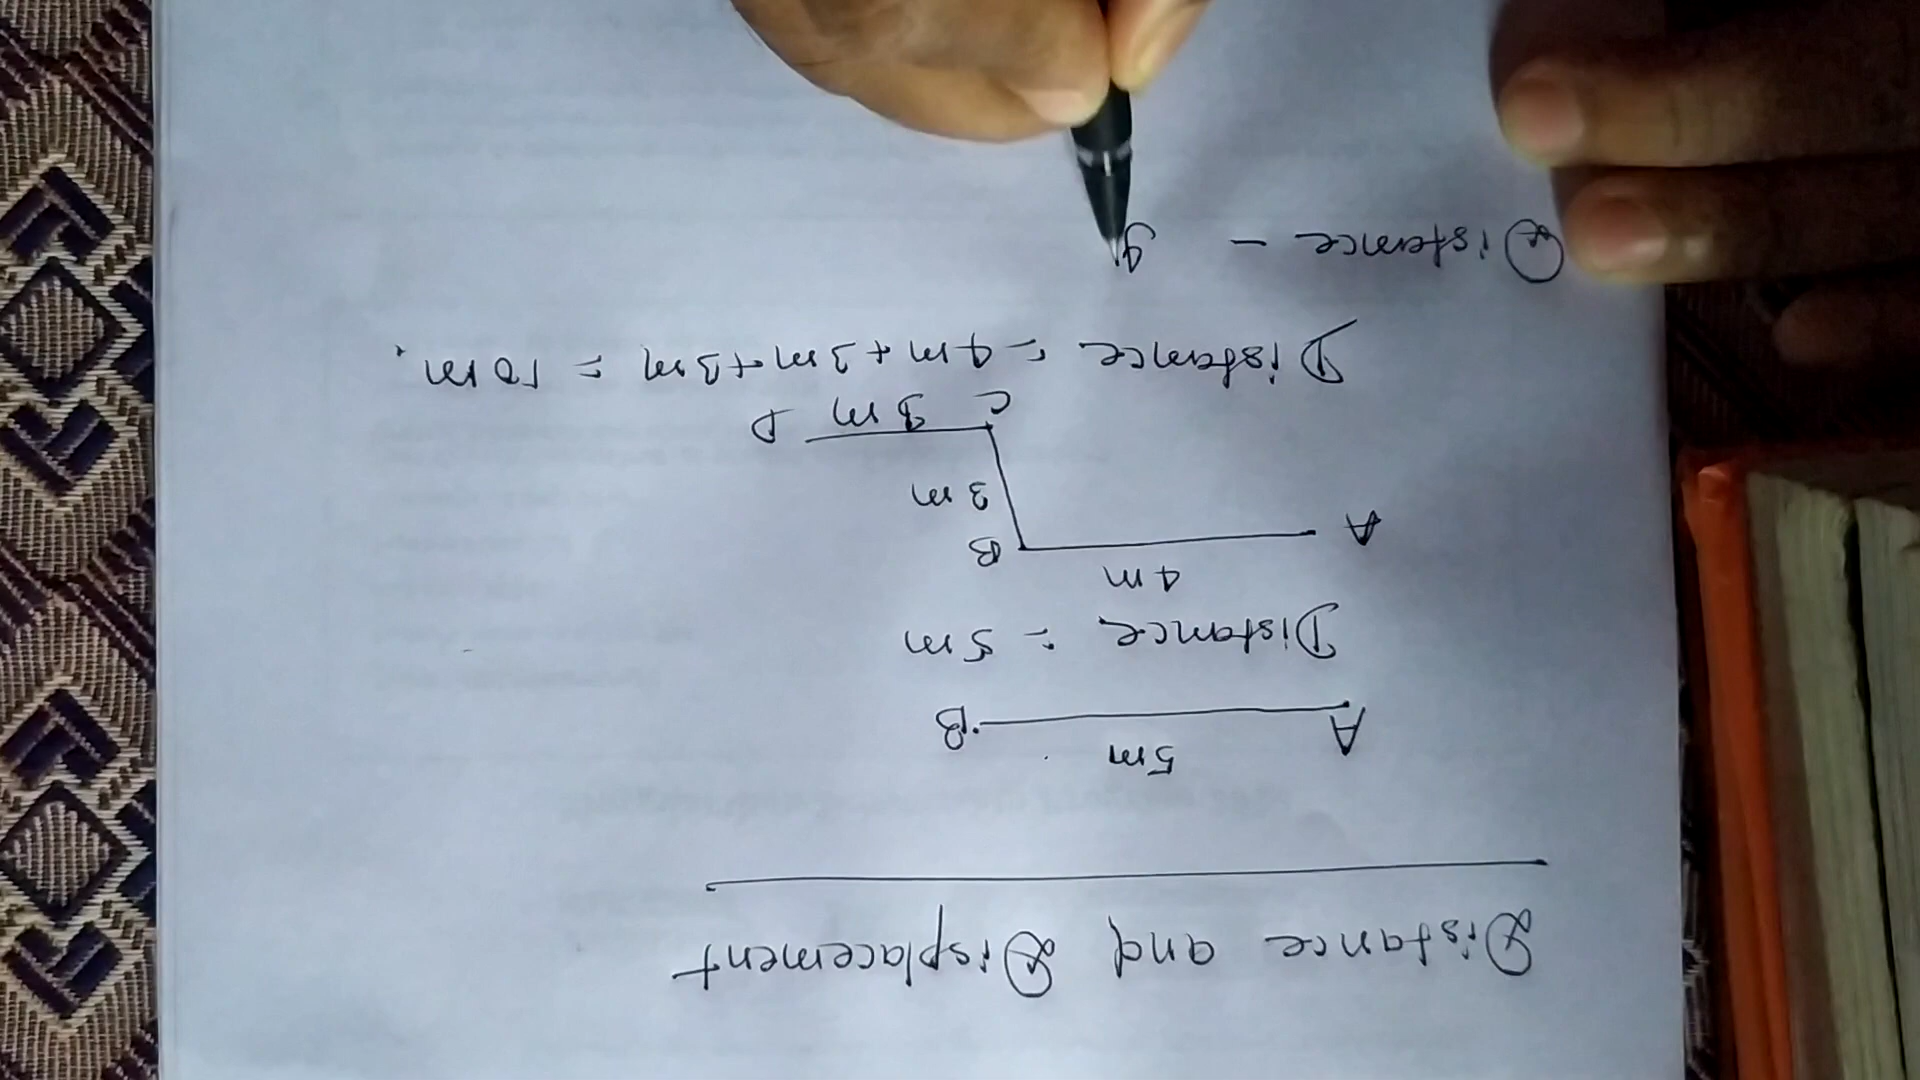 Distance and Displacement
5m
A B
Distance = 5m
4m
A B
3m
C 3m D
Distance = 4m+3m+3m = 10m.
Distance -